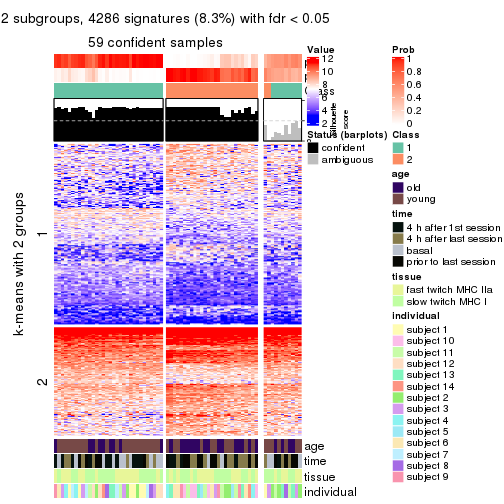 2 subgroups, 4286 signatures (8.3%) with fdr < 0.05
59 confident samples
k-means with 2 groups
1
2
Value
12
10
8
6
4
2
Silhouette
score
Status (barplots)
confident
ambiguous
Prob
1
0.8
0.6
0.4
0.2
0
Class
1
2
age
old
young
time
4 h after 1st session
4 h after last session
basal
prior to last session
tissue
fast twitch MHC IIa
slow twitch MHC I
individual
subject 1
subject 10
subject 11
subject 12
subject 13
subject 14
subject 2
subject 3
subject 4
subject 5
subject 6
subject 7
subject 8
subject 9
age
time
tissue
individual